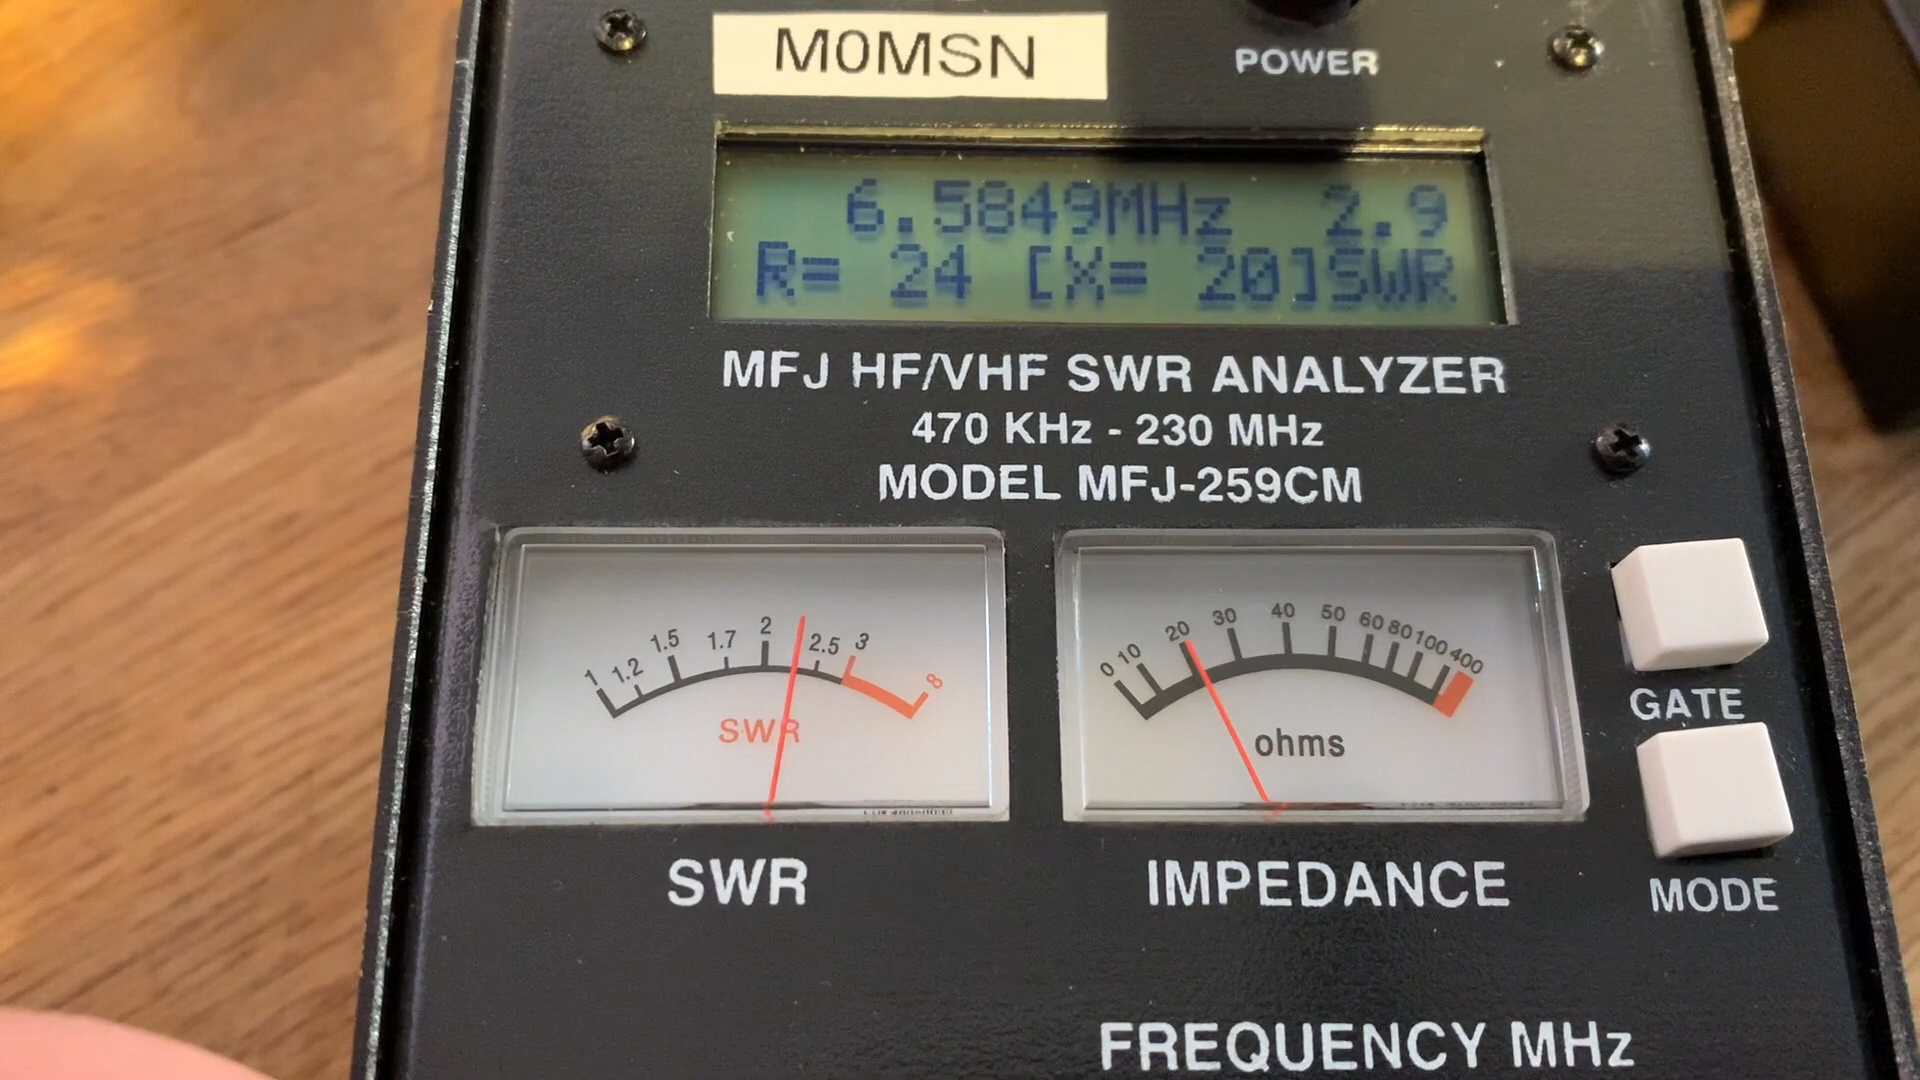 M0MSN
POWER
6.5849MHz 2.9
R= 24 [X= 20]SWR
MFJ HF/VHF SWR ANALYZER
470 KHz - 230 MHz
MODEL MFJ-259CM
1 1.2 1.5 1.7 2 2.5 3 8
SWR
0 10 20 30 40 50 60 80 100 400
ohms
GATE
SWR
IMPEDANCE
MODE
FREQUENCY MHz